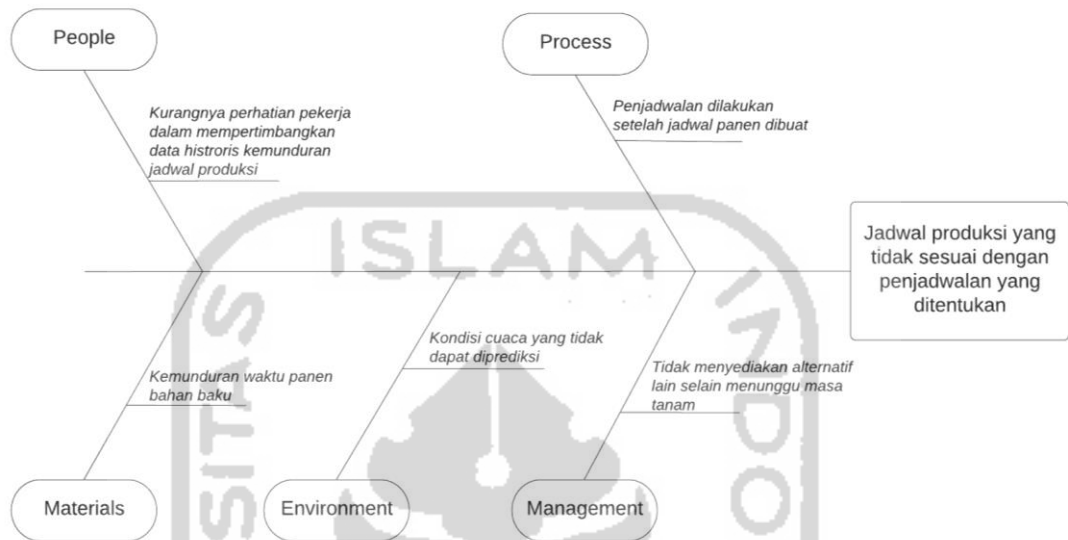 People
Process
Kurangnya perhatian pekerja
dalam mempertimbangkan
data histroris kemunduran
jadwal produksi
Penjadwalan dilakukan
setelah jadwal panen dibuat
Jadwal produksi yang
tidak sesuai dengan
penjadwalan yang
ditentukan
Kemunduran waktu panen
bahan baku
Kondisi cuaca yang tidak
dapat diprediksi
Tidak menyediakan alternatif
lain selain menunggu masa
tanam
Materials
Environment
Management
SITAS
ISLAM
INDO